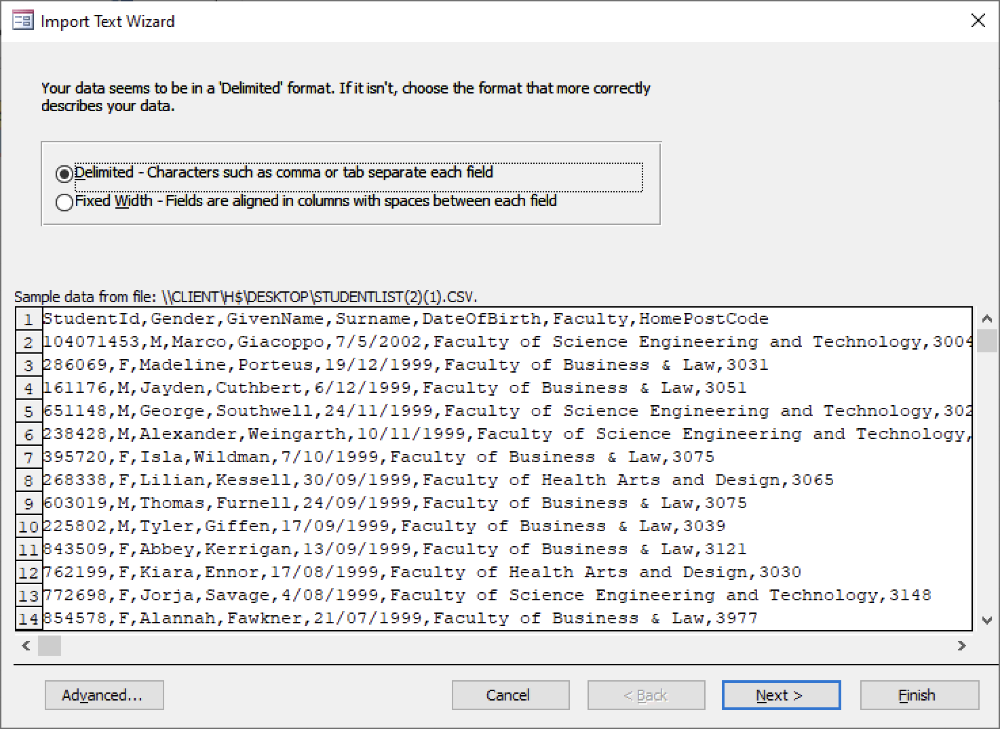 Import Text Wizard
Your data seems to be in a 'Delimited' format. If it isn't, choose the format that more correctly
describes your data.
Delimited - Characters such as comma or tab separate each field
Fixed Width - Fields are aligned in columns with spaces between each field
Sample data from file: \\CLIENT\H$\DESKTOP\STUDENTLIST(2)(1).CSV.
1 StudentId,Gender,GivenName,Surname,DateOfBirth,Faculty,HomePostCode
2 104071453,M,Marco,Giacoppo,7/5/2002,Faculty of Science Engineering and Technology,3004
3 286069,F,Madeline,Porteus,19/12/1999,Faculty of Business & Law,3031
4 161176,M,Jayden,Cuthbert,6/12/1999,Faculty of Business & Law,3051
5 651148,M,George,Southwell,24/11/1999,Faculty of Science Engineering and Technology,302
6 238428,M,Alexander,Weingarth,10/11/1999,Faculty of Science Engineering and Technology,
7 395720,F,Isla,Wildman,7/10/1999,Faculty of Business & Law,3075
8 268338,F,Lilian,Kessell,30/09/1999,Faculty of Health Arts and Design,3065
9 603019,M,Thomas,Furnell,24/09/1999,Faculty of Business & Law,3075
10 225802,M,Tyler,Giffen,17/09/1999,Faculty of Business & Law,3039
11 843509,F,Abbey,Kerrigan,13/09/1999,Faculty of Business & Law,3121
12 762199,F,Kiara,Ennor,17/08/1999,Faculty of Health Arts and Design,3030
13 772698,F,Jorja,Savage,4/08/1999,Faculty of Science Engineering and Technology,3148
14 854578,F,Alannah,Fawkner,21/07/1999,Faculty of Business & Law,3977
Advanced... Cancel < Back Next > Finish